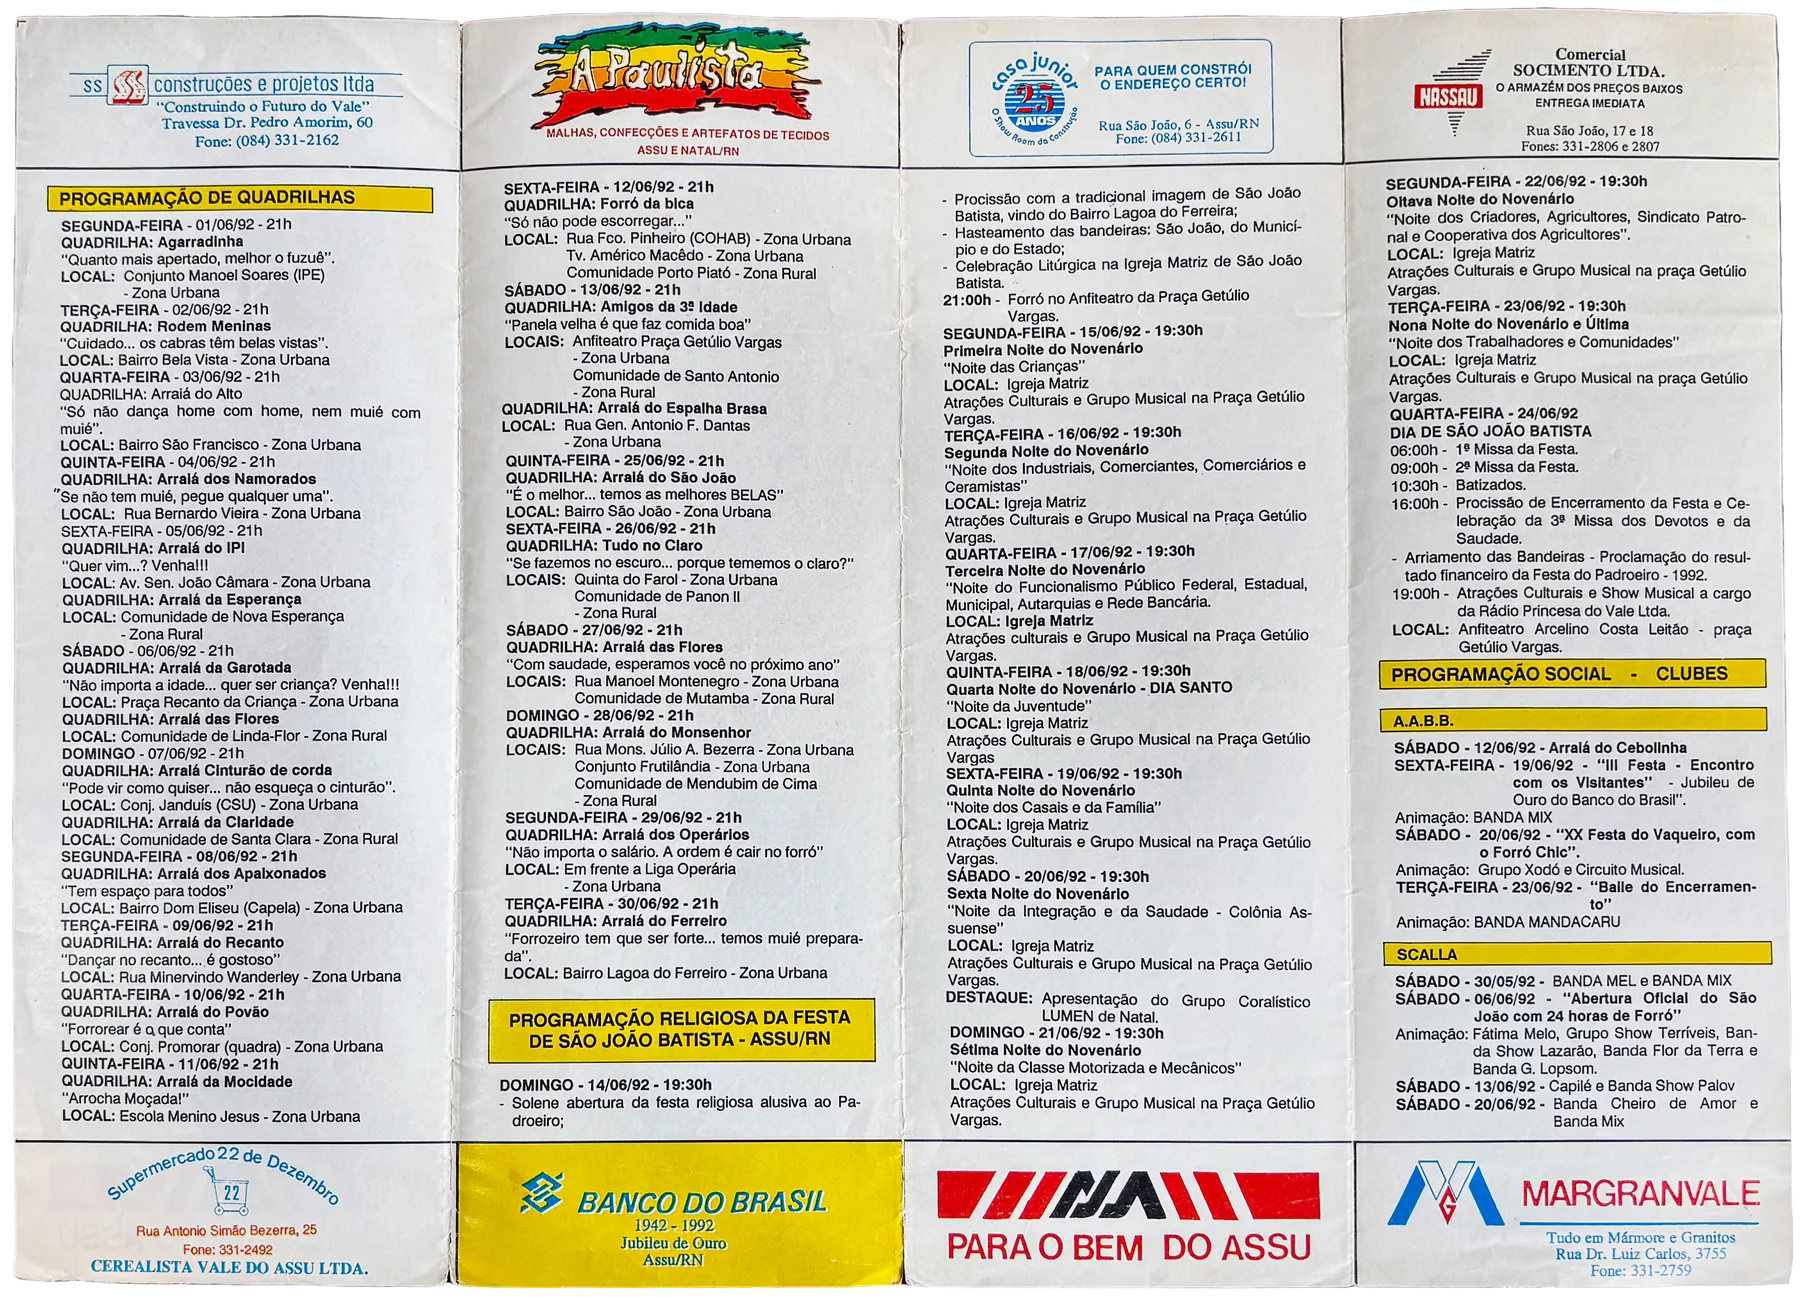 SS SS construções e projetos ltda
"Construindo o Futuro do Vale"
Travessa Dr. Pedro Amorim, 60
Fone: (084) 331-2162
PROGRAMAÇÃO DE QUADRILHAS
SEGUNDA-FEIRA - 01/06/92 - 21h
QUADRILHA: Agarradinha
"Quanto mais apertado, melhor o fuzuê".
LOCAL: Conjunto Manoel Soares (IPE)
- Zona Urbana
TERÇA-FEIRA - 02/06/92 - 21h
QUADRILHA: Rodem Meninas
"Cuidado... os cabras têm belas vistas".
LOCAL: Bairro Bela Vista - Zona Urbana
QUARTA-FEIRA - 03/06/92 - 21h
QUADRILHA: Arraiá do Alto
"Só não dança home com home, nem muié com
muié".
LOCAL: Bairro São Francisco - Zona Urbana
QUINTA-FEIRA - 04/06/92 - 21h
QUADRILHA: Arraiá dos Namorados
"Se não tem muié, pegue qualquer uma".
LOCAL: Rua Bernardo Vieira - Zona Urbana
SEXTA-FEIRA - 05/06/92 - 21h
QUADRILHA: Arraiá do IPI
"Quer vim...? Venha!!!
LOCAL: Av. Sen. João Câmara - Zona Urbana
QUADRILHA: Arraiá da Esperança
LOCAL: Comunidade de Nova Esperança
- Zona Rural
SÁBADO - 06/06/92 - 21h
QUADRILHA: Arraiá da Garotada
"Não importa a idade... quer ser criança? Venha!!!
LOCAL: Praça Recanto da Criança - Zona Urbana
QUADRILHA: Arraiá das Flores
LOCAL: Comunidade de Linda-Flor - Zona Rural
DOMINGO - 07/06/92 - 21h
QUADRILHA: Arraiá Cinturão de corda
"Pode vir como quiser... não esqueça o cinturão".
LOCAL: Conj. Janduís (CSU) - Zona Urbana
QUADRILHA: Arraiá da Claridade
LOCAL: Comunidade de Santa Clara - Zona Rural
SEGUNDA-FEIRA - 08/06/92 - 21h
QUADRILHA: Arraiá dos Apaixonados
"Tem espaço para todos"
LOCAL: Bairro Dom Eliseu (Capela) - Zona Urbana
TERÇA-FEIRA - 09/06/92 - 21h
QUADRILHA: Arraiá do Recanto
"Dançar no recanto... é gostoso"
LOCAL: Rua Minervindo Wanderley - Zona Urbana
QUARTA-FEIRA - 10/06/92 - 21h
QUADRILHA: Arraiá do Povão
"Forrorear é o que conta"
LOCAL: Conj. Promorar (quadra) - Zona Urbana
QUINTA-FEIRA - 11/06/92 - 21h
QUADRILHA: Arraiá da Mocidade
"Arrocha Moçada!"
LOCAL: Escola Menino Jesus - Zona Urbana
Supermercado 22 de Dezembro
22
Rua Antonio Simão Bezerra, 25
Fone: 331-2492
CEREALISTA VALE DO ASSU LTDA.
A Paulista
MALHAS, CONFECÇÕES E ARTEFATOS DE TECIDOS
ASSU E NATAL/RN
SEXTA-FEIRA - 12/06/92 - 21h
QUADRILHA: Forró da bica
"Só não pode escorregar..."
LOCAL: Rua Fco. Pinheiro (COHAB) - Zona Urbana
Tv. Américo Macêdo - Zona Urbana
Comunidade Porto Piató - Zona Rural
SÁBADO - 13/06/92 - 21h
QUADRILHA: Amigos da 3ª Idade
"Panela velha é que faz comida boa"
LOCAIS: Anfiteatro Praça Getúlio Vargas
- Zona Urbana
Comunidade de Santo Antonio
- Zona Rural
QUADRILHA: Arraiá do Espalha Brasa
LOCAL: Rua Gen. Antonio F. Dantas
- Zona Urbana
QUINTA-FEIRA - 25/06/92 - 21h
QUADRILHA: Arraiá do São João
"É o melhor... temos as melhores BELAS"
LOCAL: Bairro São João - Zona Urbana
SEXTA-FEIRA - 26/06/92 - 21h
QUADRILHA: Tudo no Claro
"Se fazemos no escuro... porque tememos o claro?"
LOCAIS: Quinta do Farol - Zona Urbana
Comunidade de Panon II
- Zona Rural
SÁBADO - 27/06/92 - 21h
QUADRILHA: Arraiá das Flores
"Com saudade, esperamos você no próximo ano"
LOCAIS: Rua Manoel Montenegro - Zona Urbana
Comunidade de Mutamba - Zona Rural
DOMINGO - 28/06/92 - 21h
QUADRILHA: Arraiá do Monsenhor
LOCAIS: Rua Mons. Júlio A. Bezerra - Zona Urbana
Conjunto Frutilândia - Zona Urbana
Comunidade de Mendubim de Cima
- Zona Rural
SEGUNDA-FEIRA - 29/06/92 - 21h
QUADRILHA: Arraiá dos Operários
"Não importa o salário. A ordem é cair no forró"
LOCAL: Em frente a Liga Operária
- Zona Urbana
TERÇA-FEIRA - 30/06/92 - 21h
QUADRILHA: Arraiá do Ferreiro
"Forrozeiro tem que ser forte... temos muié prepara-
da".
LOCAL: Bairro Lagoa do Ferreiro - Zona Urbana
PROGRAMAÇÃO RELIGIOSA DA FESTA
DE SÃO JOÃO BATISTA - ASSU/RN
DOMINGO - 14/06/92 - 19:30h
- Solene abertura da festa religiosa alusiva ao Pa-
droeiro;
BANCO DO BRASIL
1942 - 1992
Jubileu de Ouro
Assu/RN
casa junior
25
ANOS
O Show Room da Construção
PARA QUEM CONSTRÓI
O ENDEREÇO CERTO!
Rua São João, 6 - Assu/RN
Fone: (084) 331-2611
- Procissão com a tradicional imagem de São João
Batista, vindo do Bairro Lagoa do Ferreira;
- Hasteamento das bandeiras: São João, do Municí-
pio e do Estado;
- Celebração Litúrgica na Igreja Matriz de São João
Batista.
21:00h - Forró no Anfiteatro da Praça Getúlio
Vargas.
SEGUNDA-FEIRA - 15/06/92 - 19:30h
Primeira Noite do Novenário
"Noite das Crianças"
LOCAL: Igreja Matriz
Atrações Culturais e Grupo Musical na Praça Getúlio
Vargas.
TERÇA-FEIRA - 16/06/92 - 19:30h
Segunda Noite do Novenário
"Noite dos Industriais, Comerciantes, Comerciários e
Ceramistas"
LOCAL: Igreja Matriz
Atrações Culturais e Grupo Musical na Praça Getúlio
Vargas.
QUARTA-FEIRA - 17/06/92 - 19:30h
Terceira Noite do Novenário
"Noite do Funcionalismo Público Federal, Estadual,
Municipal, Autarquias e Rede Bancária.
LOCAL: Igreja Matriz
Atrações culturais e Grupo Musical na Praça Getúlio
Vargas.
QUINTA-FEIRA - 18/06/92 - 19:30h
Quarta Noite do Novenário - DIA SANTO
"Noite da Juventude"
LOCAL: Igreja Matriz
Atrações Culturais e Grupo Musical na Praça Getúlio
Vargas
SEXTA-FEIRA - 19/06/92 - 19:30h
Quinta Noite do Novenário
"Noite dos Casais e da Família"
LOCAL: Igreja Matriz
Atrações Culturais e Grupo Musical na Praça Getúlio
Vargas.
SÁBADO - 20/06/92 - 19:30h
Sexta Noite do Novenário
"Noite da Integração e da Saudade - Colônia As-
suense"
LOCAL: Igreja Matriz
Atrações Culturais e Grupo Musical na Praça Getúlio
Vargas.
DESTAQUE: Apresentação do Grupo Coralístico
LUMEN de Natal.
DOMINGO - 21/06/92 - 19:30h
Sétima Noite do Novenário
"Noite da Classe Motorizada e Mecânicos"
LOCAL: Igreja Matriz
Atrações Culturais e Grupo Musical na Praça Getúlio
Vargas.
NA
PARA O BEM DO ASSU
NASSAU
Comercial
SOCIMENTO LTDA.
O ARMAZÉM DOS PREÇOS BAIXOS
ENTREGA IMEDIATA
Rua São João, 17 e 18
Fones: 331-2806 e 2807
SEGUNDA-FEIRA - 22/06/92 - 19:30h
Oitava Noite do Novenário
"Noite dos Criadores, Agricultores, Sindicato Patro-
nal e Cooperativa dos Agricultores".
LOCAL: Igreja Matriz
Atrações Culturais e Grupo Musical na praça Getúlio
Vargas.
TERÇA-FEIRA - 23/06/92 - 19:30h
Nona Noite do Novenário e Última
"Noite dos Trabalhadores e Comunidades"
LOCAL: Igreja Matriz
Atrações Culturais e Grupo Musical na praça Getúlio
Vargas.
QUARTA-FEIRA - 24/06/92
DIA DE SÃO JOÃO BATISTA
06:00h - 1ª Missa da Festa.
09:00h - 2ª Missa da Festa.
10:30h - Batizados.
16:00h - Procissão de Encerramento da Festa e Ce-
lebração da 3ª Missa dos Devotos e da
Saudade.
- Arriamento das Bandeiras - Proclamação do resul-
tado financeiro da Festa do Padroeiro - 1992.
19:00h - Atrações Culturais e Show Musical a cargo
da Rádio Princesa do Vale Ltda.
LOCAL: Anfiteatro Arcelino Costa Leitão - praça
Getúlio Vargas.
PROGRAMAÇÃO SOCIAL - CLUBES
A.A.B.B.
SÁBADO - 12/06/92 - Arraiá do Cebolinha
SEXTA-FEIRA - 19/06/92 - "III Festa - Encontro
com os Visitantes" - Jubileu de
Ouro do Banco do Brasil".
Animação: BANDA MIX
SÁBADO - 20/06/92 - "XX Festa do Vaqueiro, com
o Forró Chic".
Animação: Grupo Xodó e Circuito Musical.
TERÇA-FEIRA - 23/06/92 - "Baile do Encerramen-
to"
Animação: BANDA MANDACARU
SCALLA
SÁBADO - 30/05/92 - BANDA MEL e BANDA MIX
SÁBADO - 06/06/92 - "Abertura Oficial do São
João com 24 horas de Forró"
Animação: Fátima Melo, Grupo Show Terríveis, Ban-
da Show Lazarão, Banda Flor da Terra e
Banda G. Lopsom.
SÁBADO - 13/06/92 - Capilé e Banda Show Palov
SÁBADO - 20/06/92 - Banda Cheiro de Amor e
Banda Mix
MVG
MARGRANVALE
Tudo em Mármore e Granitos
Rua Dr. Luiz Carlos, 3755
Fone: 331-2759